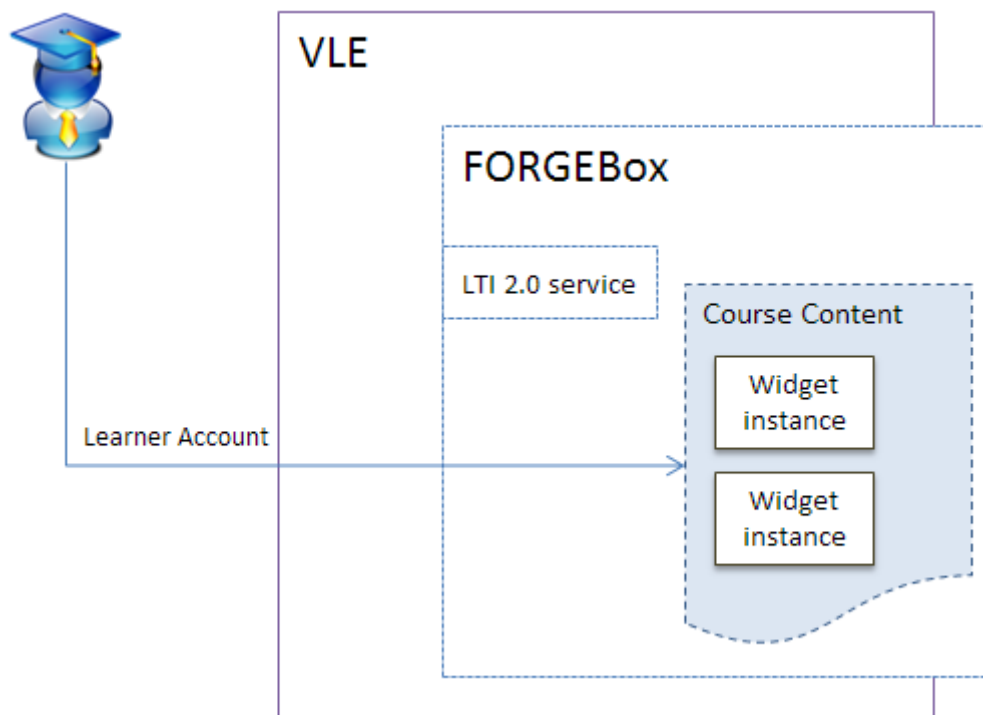 VLE
FORGEBox
LTI 2.0 service
Course Content
Widget
instance
Learner Account
Widget
instance